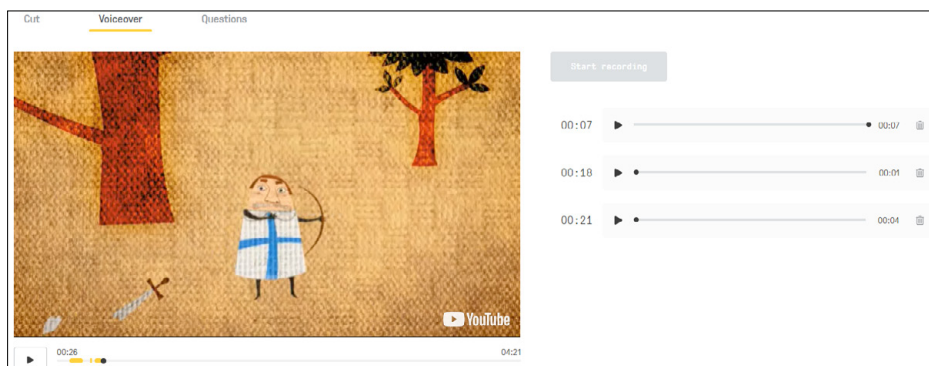 Cut Voiceover Questions
Start recording
00:07 00:07
00:18 00:01
00:21 00:04
YouTube
00:26 04:21